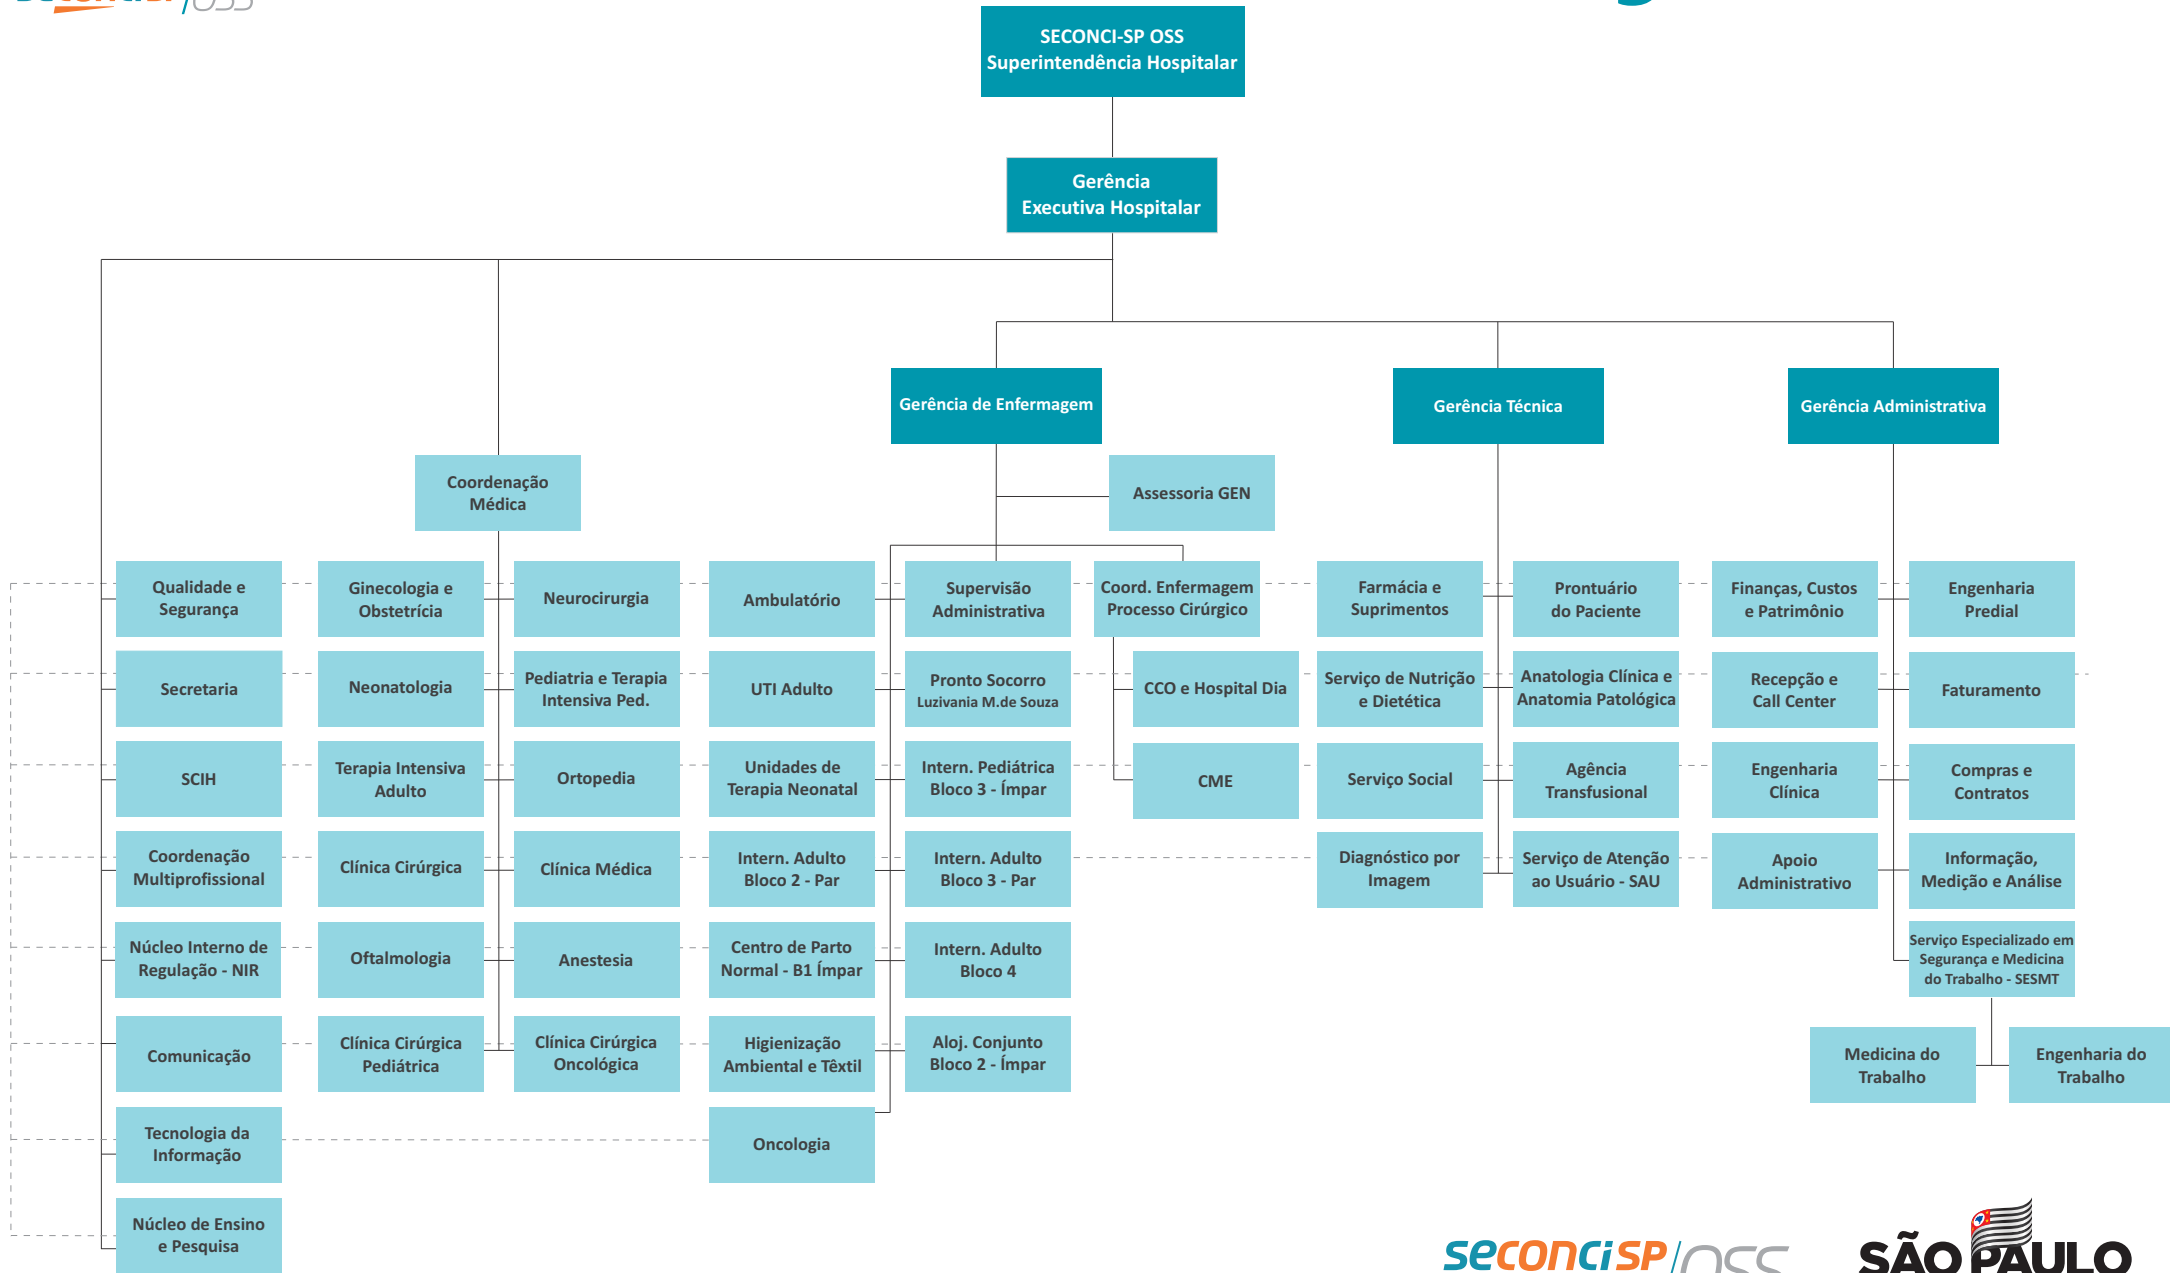 seconciSP/OSS
SECONCI-SP OSS
Superintendência Hospitalar
Gerência
Executiva Hospitalar
Gerência de Enfermagem
Gerência Técnica
Gerência Administrativa
Coordenação
Médica
Assessoria GEN
Qualidade e
Segurança
Ginecologia e
Obstetrícia
Neurocirurgia
Ambulatório
Supervisão
Administrativa
Coord. Enfermagem
Processo Cirúrgico
Farmácia e
Suprimentos
Prontuário
do Paciente
Finanças, Custos
e Patrimônio
Engenharia
Predial
Secretaria
Neonatologia
Pediatria e Terapia
Intensiva Ped.
UTI Adulto
Pronto Socorro
Luzivania M.de Souza
CCO e Hospital Dia
Serviço de Nutrição
e Dietética
Anatologia Clínica e
Anatomia Patológica
Recepção e
Call Center
Faturamento
SCIH
Terapia Intensiva
Adulto
Ortopedia
Unidades de
Terapia Neonatal
Intern. Pediátrica
Bloco 3 - Ímpar
CME
Serviço Social
Agência
Transfusional
Engenharia
Clínica
Compras e
Contratos
Coordenação
Multiprofissional
Clínica Cirúrgica
Clínica Médica
Intern. Adulto
Bloco 2 - Par
Intern. Adulto
Bloco 3 - Par
Diagnóstico por
Imagem
Serviço de Atenção
ao Usuário - SAU
Apoio
Administrativo
Informação,
Medição e Análise
Núcleo Interno de
Regulação - NIR
Oftalmologia
Anestesia
Centro de Parto
Normal - B1 Ímpar
Intern. Adulto
Bloco 4
Serviço Especializado em
Segurança e Medicina
do Trabalho - SESMT
Comunicação
Clínica Cirúrgica
Pediátrica
Clínica Cirúrgica
Oncológica
Higienização
Ambiental e Têxtil
Aloj. Conjunto
Bloco 2 - Ímpar
Medicina do
Trabalho
Engenharia do
Trabalho
Tecnologia da
Informação
Oncologia
Núcleo de Ensino
e Pesquisa
seconciSP/OSS
SÃO PAULO